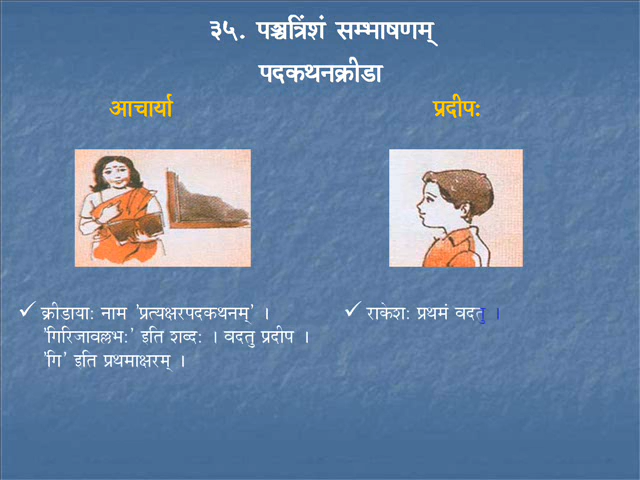 ३५. पञ्चत्रिंशं सम्भाषणम्
पदकथनक्रीडा
आचार्या
प्रदीपः
✓ क्रीडायाः नाम 'प्रत्यक्षरपदकथनम्' ।
'गिरिजावल्लभः' इति शब्दः । वदतु प्रदीप ।
'गि' इति प्रथमाक्षरम् ।
✓ राकेशः प्रथमं वदतु ।